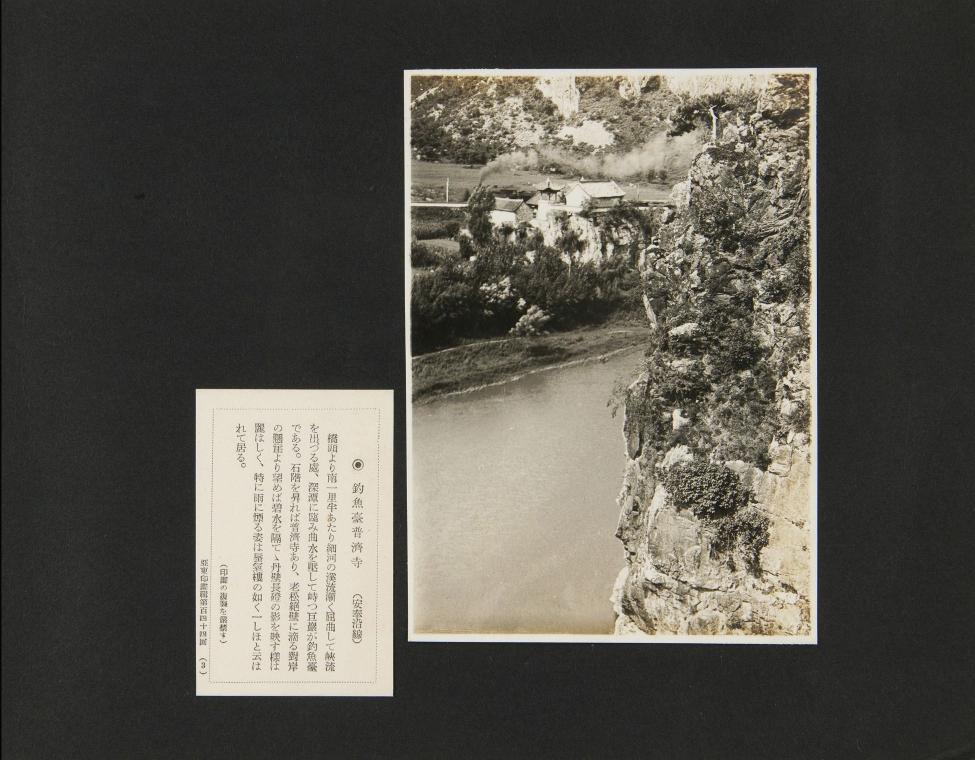 ◉ 釣魚臺普濟寺 (安奉沿線)
橋頭より南一里半あたり細河の溪流漸く屈曲して峽流
を出づる處、深潭に臨み曲水を眼して峙つ巨巖が釣魚臺
である。石階を昇れば普濟寺あり、老松絕壁に滴る對岸
の懸崖より望めば碧水を隔てゝ丹壁長磴の影を映す樣は
麗はしく、特に雨に煙る姿は蜃氣樓の如く一しほと云は
れて居る。
(印畫の複製を嚴禁す)
亞東印畫輯第百四十四回 (3)